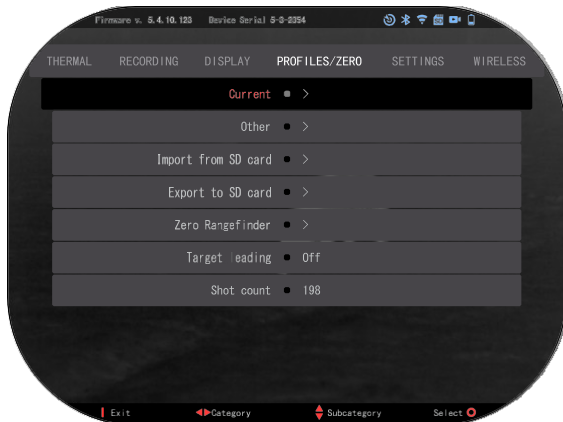 Firmware v. 5.4.10.123 Device Serial 5-3-2354
THERMAL RECORDING DISPLAY PROFILES/ZERO SETTINGS WIRELESS
Current >
Other >
Import from SD card >
Export to SD card >
Zero Rangefinder >
Target leading Off
Shot count 198
Exit Category Subcategory Select